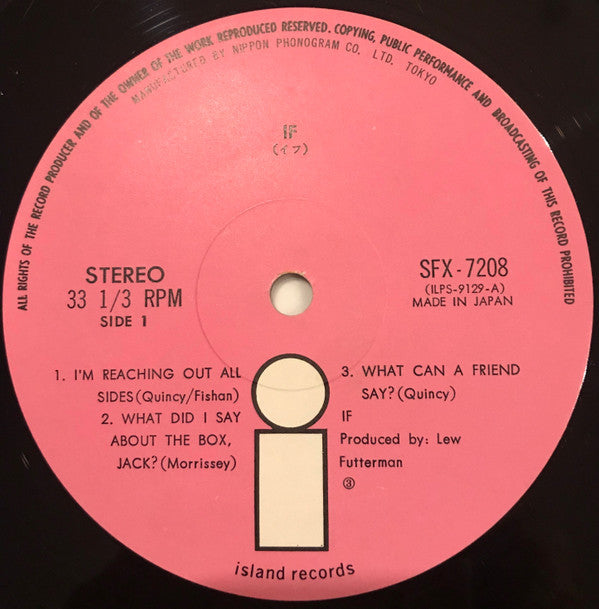 ALL RIGHTS OF THE RECORD PRODUCER AND OF THE OWNER OF THE WORK REPRODUCED RESERVED. COPYING, PUBLIC PERFORMANCE AND BROADCASTING OF THIS RECORD PROHIBITED
MANUFACTURED BY NIPPON PHONOGRAM CO. LTD. TOKYO
IF
(イフ)
STEREO
33 1/3 RPM
SIDE 1
SFX-7208
(ILPS-9129-A)
MADE IN JAPAN
1. I'M REACHING OUT ALL
SIDES(Quincy/Fishan)
2. WHAT DID I SAY
ABOUT THE BOX,
JACK?(Morrissey)
3. WHAT CAN A FRIEND
SAY?(Quincy)
IF
Produced by: Lew
Futterman
③
island records